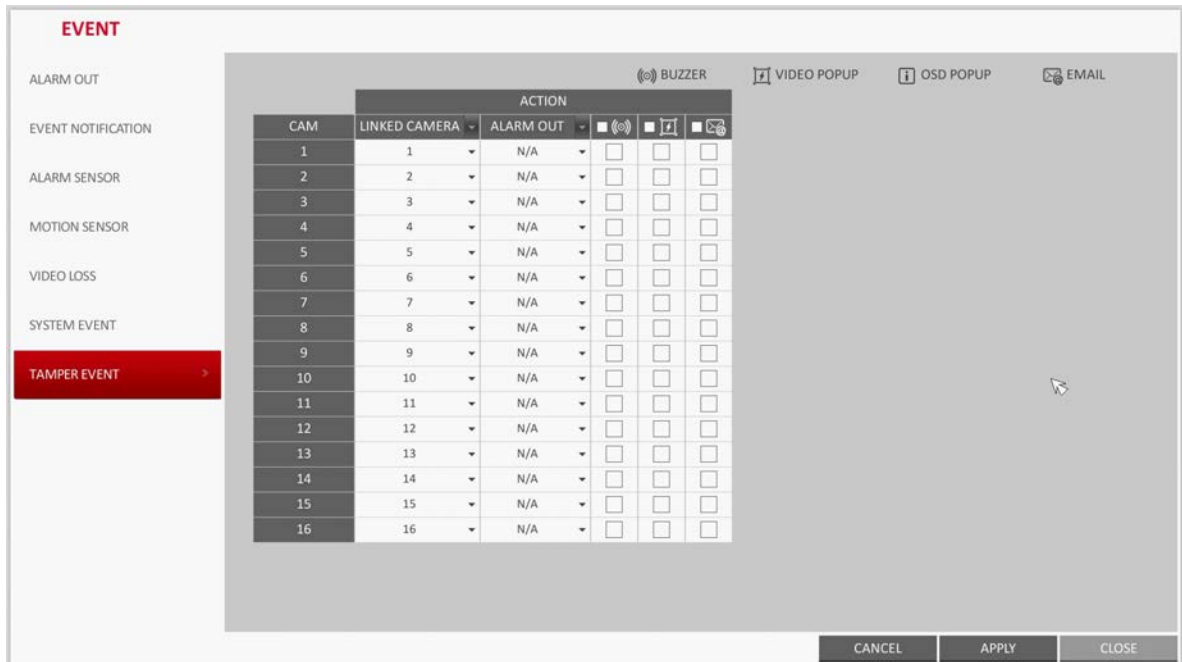 EVENT
ALARM OUT
EVENT NOTIFICATION
ALARM SENSOR
MOTION SENSOR
VIDEO LOSS
SYSTEM EVENT
TAMPER EVENT >
BUZZER VIDEO POPUP OSD POPUP EMAIL
ACTION
CAM LINKED CAMERA ALARM OUT
1 1 N/A
2 2 N/A
3 3 N/A
4 4 N/A
5 5 N/A
6 6 N/A
7 7 N/A
8 8 N/A
9 9 N/A
10 10 N/A
11 11 N/A
12 12 N/A
13 13 N/A
14 14 N/A
15 15 N/A
16 16 N/A
CANCEL APPLY CLOSE